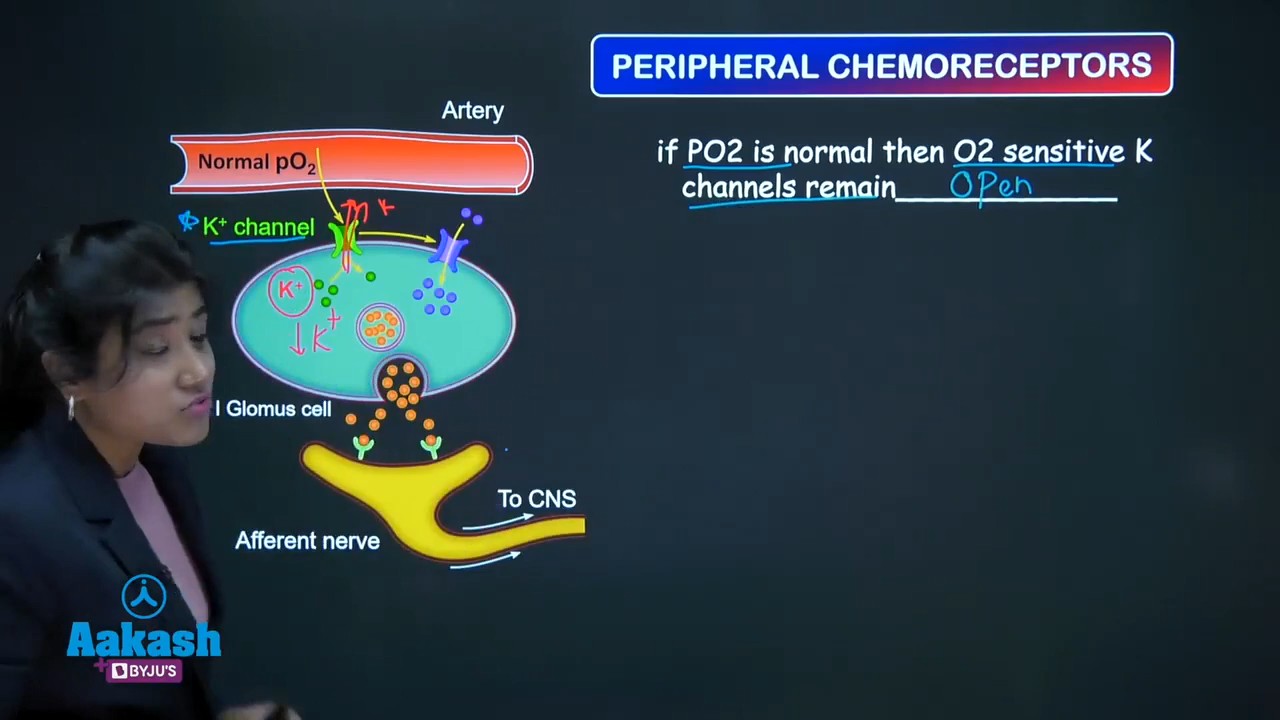 PERIPHERAL CHEMORECEPTORS
Artery
Normal pO₂
if PO2 is normal then O2 sensitive K
channels remain OPen
K
K⁺ channel
K⁺
↓K⁺
I Glomus cell
To CNS
Afferent nerve
Aakash
+ BYJU'S